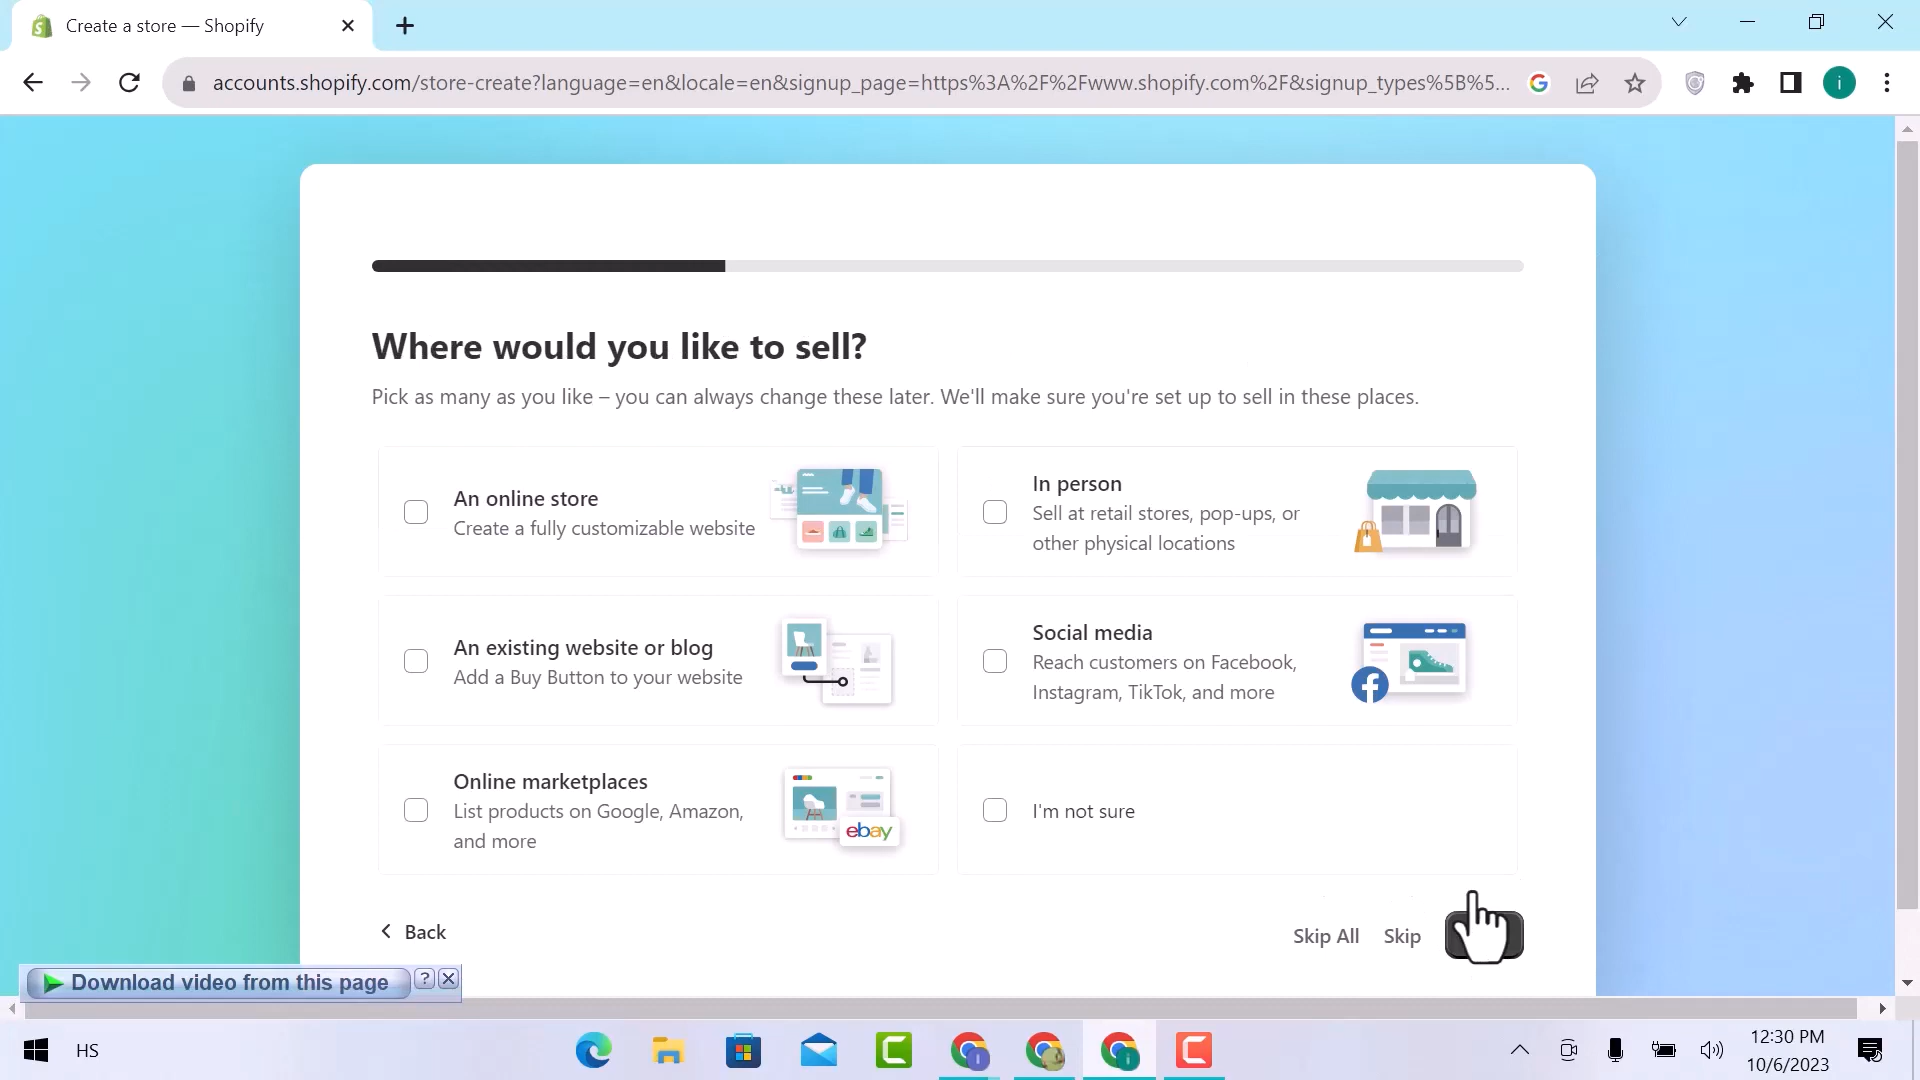 Create a store — Shopify
accounts.shopify.com/store-create?language=en&locale=en&signup_page=https%3A%2F%2Fwww.shopify.com%2F&signup_types%5B%5...
i
Where would you like to sell?
Pick as many as you like – you can always change these later. We'll make sure you're set up to sell in these places.
An online store
Create a fully customizable website
In person
Sell at retail stores, pop-ups, or
other physical locations
An existing website or blog
Add a Buy Button to your website
Social media
Reach customers on Facebook,
Instagram, TikTok, and more
Online marketplaces
List products on Google, Amazon,
and more
ebay
I'm not sure
Back
Skip All
Skip
Download video from this page
?
HS
12:30 PM
10/6/2023